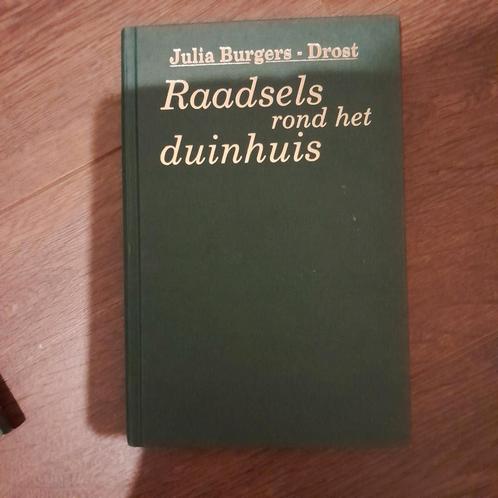 Julia Burgers - Drost
Raadsels
rond het
duinhuis